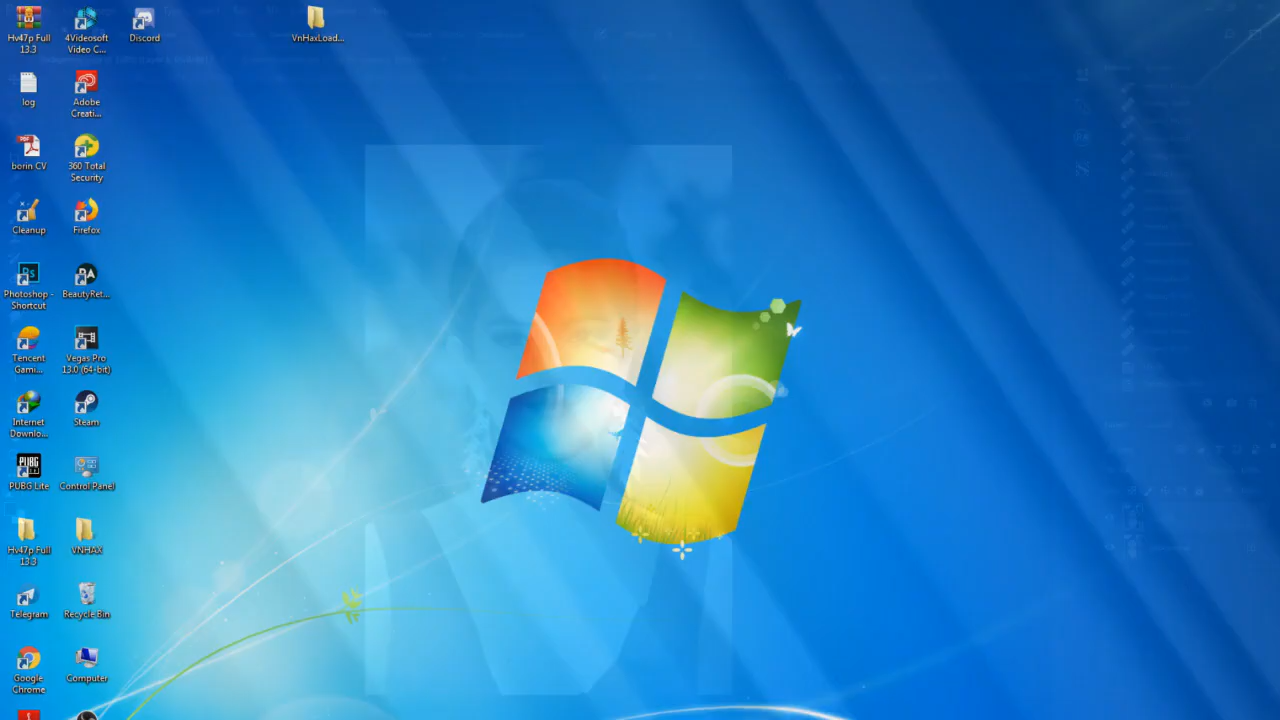 Hv47p Full
13.3
4Videosoft
Video C...
Discord
VnHaxLoad...
log
Adobe
Creati...
borin CV
360 Total
Security
Cleanup
Firefox
Photoshop -
Shortcut
BeautyRet...
Tencent
Gami...
Vegas Pro
13.0 (64-bit)
Internet
Downlo...
Steam
PUBG
PUBG Lite
Control Panel
Hv47p Full
13.3
VNHAX
Telegram
Recycle Bin
Google
Chrome
Computer